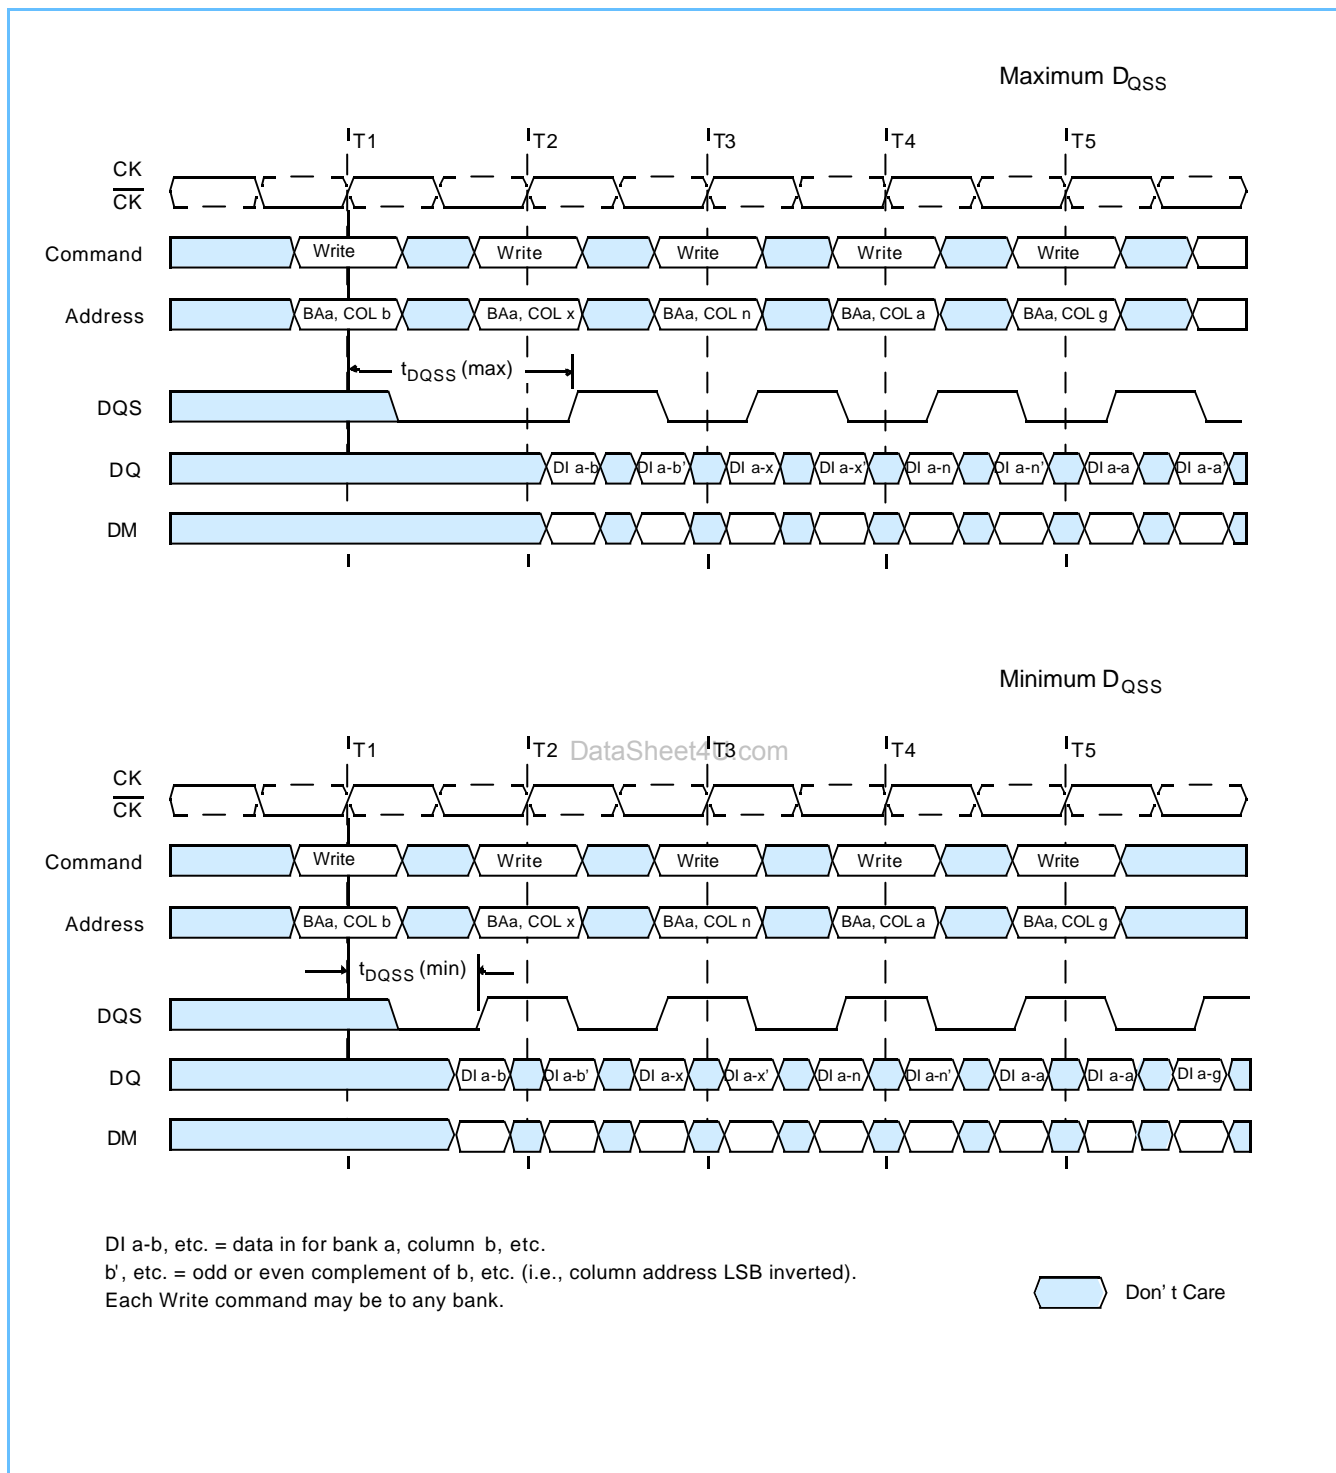 Maximum DQSS
T1 T2 T3 T4 T5
CK
CK
Command Write Write Write Write Write
Address BAa, COL b BAa, COL x BAa, COL n BAa, COL a BAa, COL g
tDQSS (max)
DQS
DQ DI a-b DI a-b' DI a-x DI a-x' DI a-n DI a-n' DI a-a DI a-a'
DM
Minimum DQSS
DataSheet4U.com
T1 T2 T3 T4 T5
CK
CK
Command Write Write Write Write Write
Address BAa, COL b BAa, COL x BAa, COL n BAa, COL a BAa, COL g
tDQSS (min)
DQS
DQ DI a-b DI a-b' DI a-x DI a-x' DI a-n DI a-n' DI a-a DI a-a DI a-g
DM
DI a-b, etc. = data in for bank a, column b, etc.
b', etc. = odd or even complement of b, etc. (i.e., column address LSB inverted).
Each Write command may be to any bank.
Don' t Care